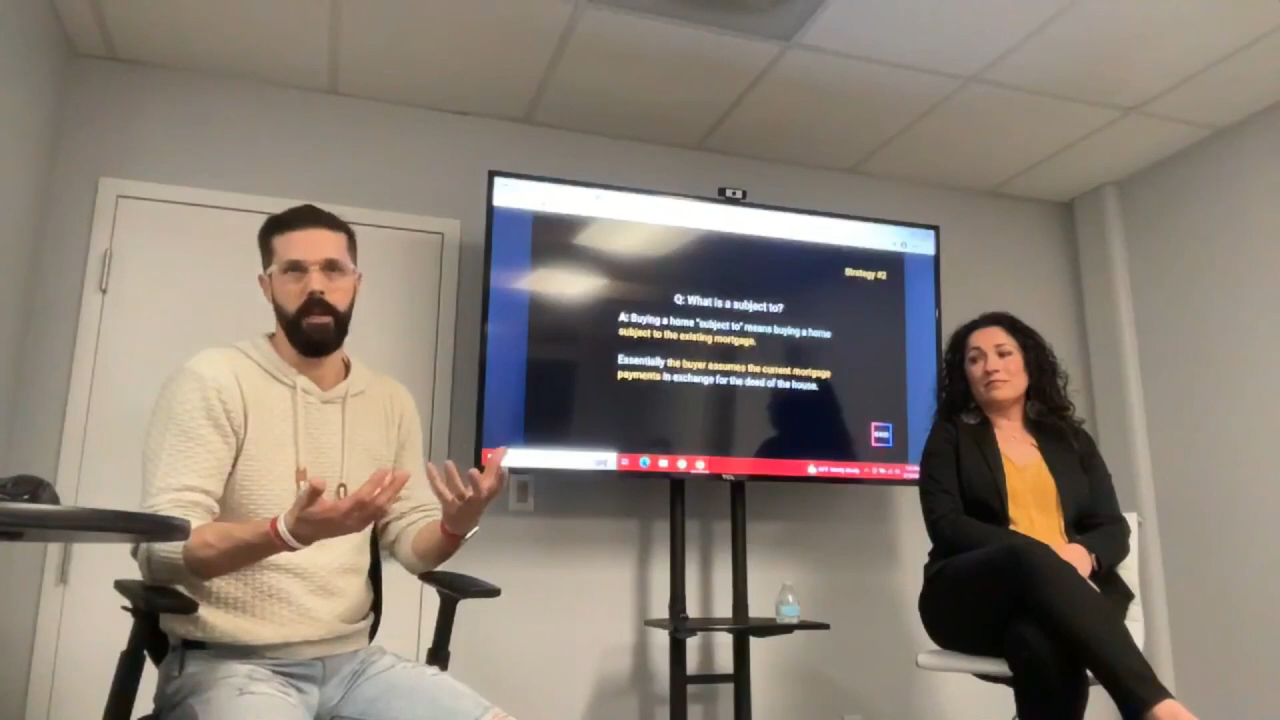 Strategy #2
Q: What is a subject to?
A: Buying a home "subject to" means buying a home
subject to the existing mortgage.
Essentially the buyer assumes the current mortgage
payments in exchange for the deed of the house.
TCL